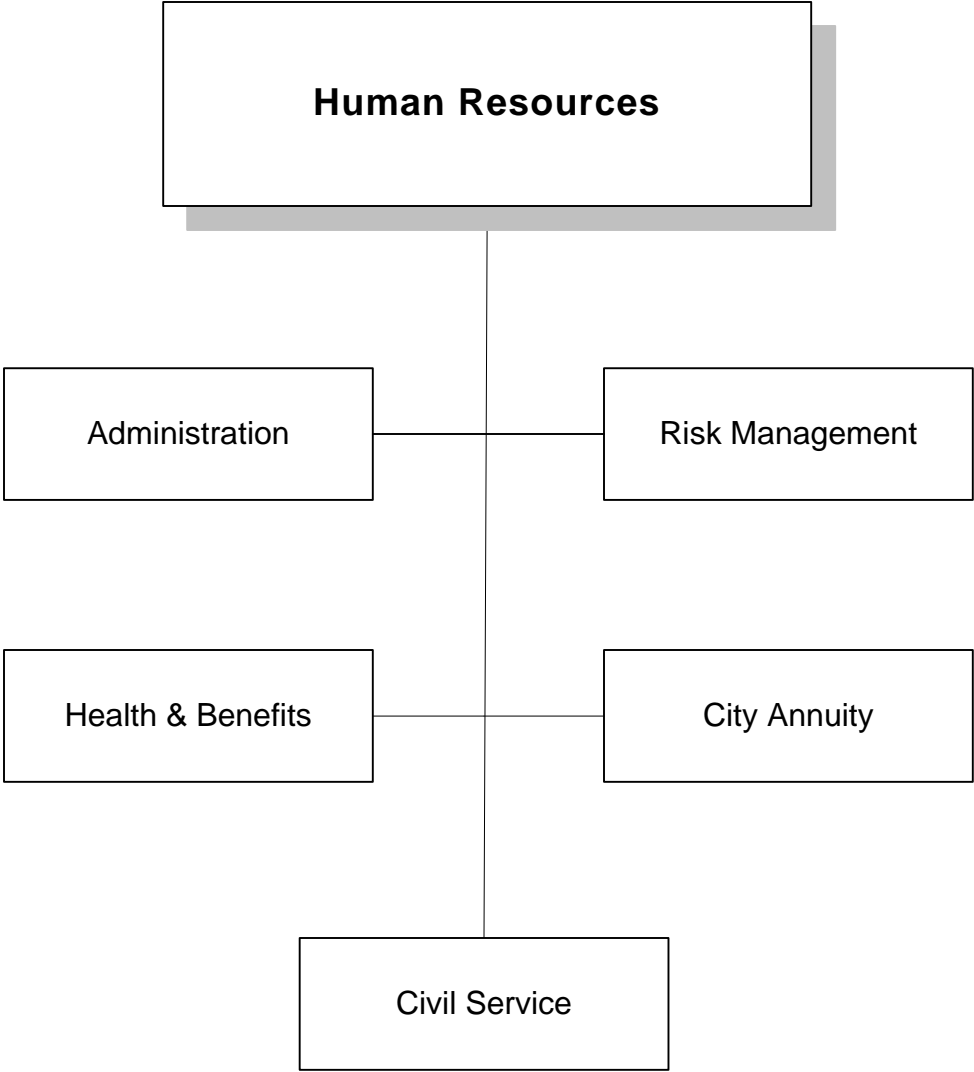 Human Resources
Administration
Risk Management
Health & Benefits
City Annuity
Civil Service